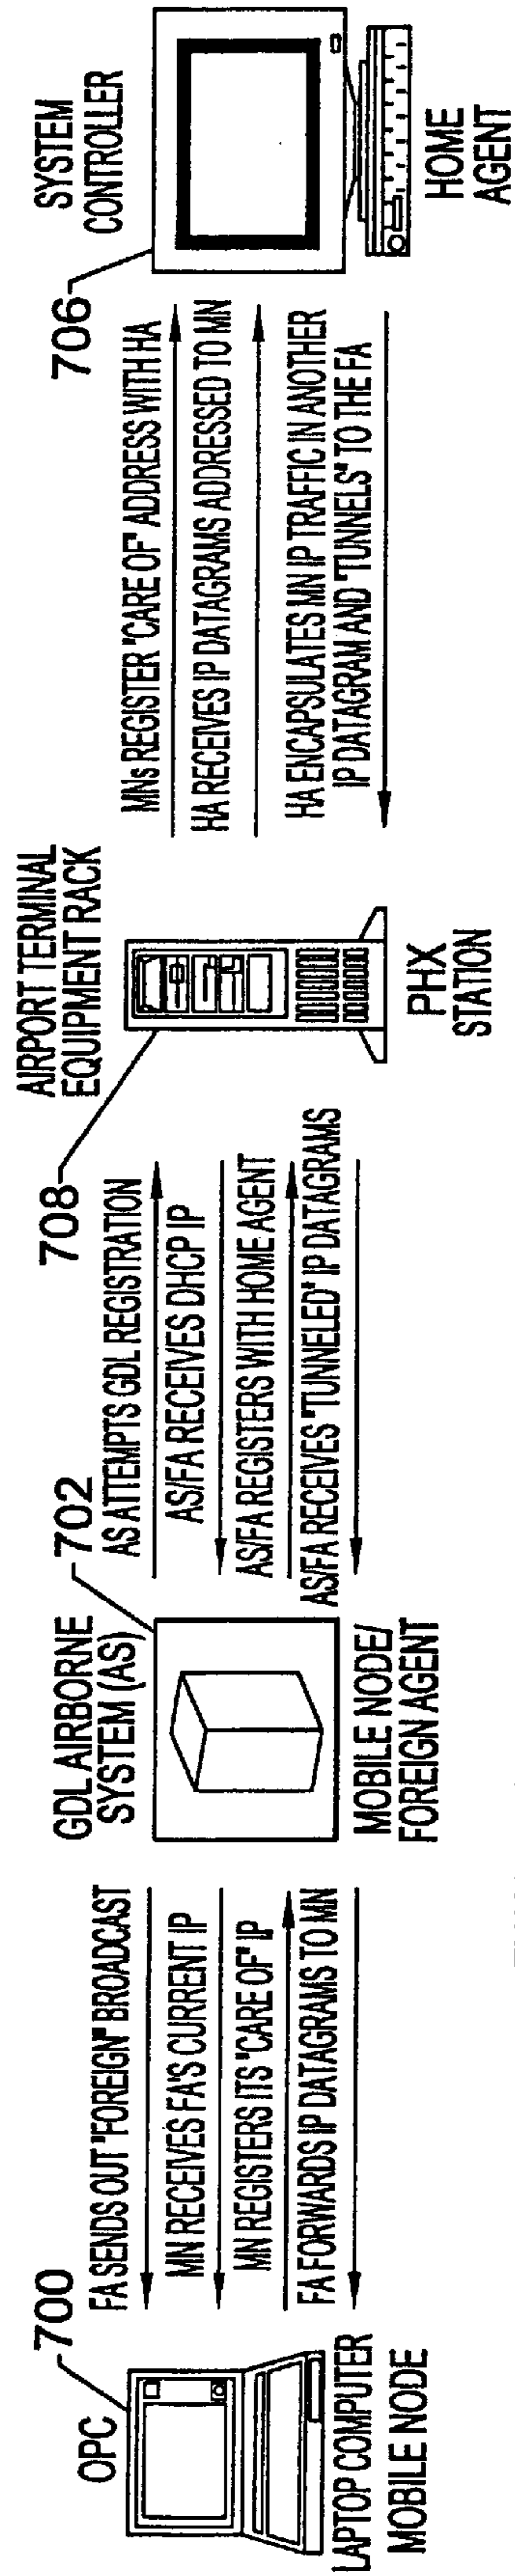 OPC
700
LAPTOP COMPUTER
MOBILE NODE
FA SENDS OUT "FOREIGN" BROADCAST
MN RECEIVES FA'S CURRENT IP
MN REGISTERS ITS "CARE OF" IP
FA FORWARDS IP DATAGRAMS TO MN
GDL AIRBORNE
SYSTEM (AS)
702
MOBILE NODE/
FOREIGN AGENT
AS ATTEMPTS GDL REGISTRATION
AS/FA RECEIVES DHCP IP
AS/FA REGISTERS WITH HOME AGENT
AS/FA RECEIVES "TUNNELED" IP DATAGRAMS
AIRPORT TERMINAL
EQUIPMENT RACK
708
PHX
STATION
MNs REGISTER "CARE OF" ADDRESS WITH HA
HA RECEIVES IP DATAGRAMS ADDRESSED TO MN
HA ENCAPSULATES MN IP TRAFFIC IN ANOTHER
IP DATAGRAM AND "TUNNELS" TO THE FA
SYSTEM
CONTROLLER
706
HOME
AGENT